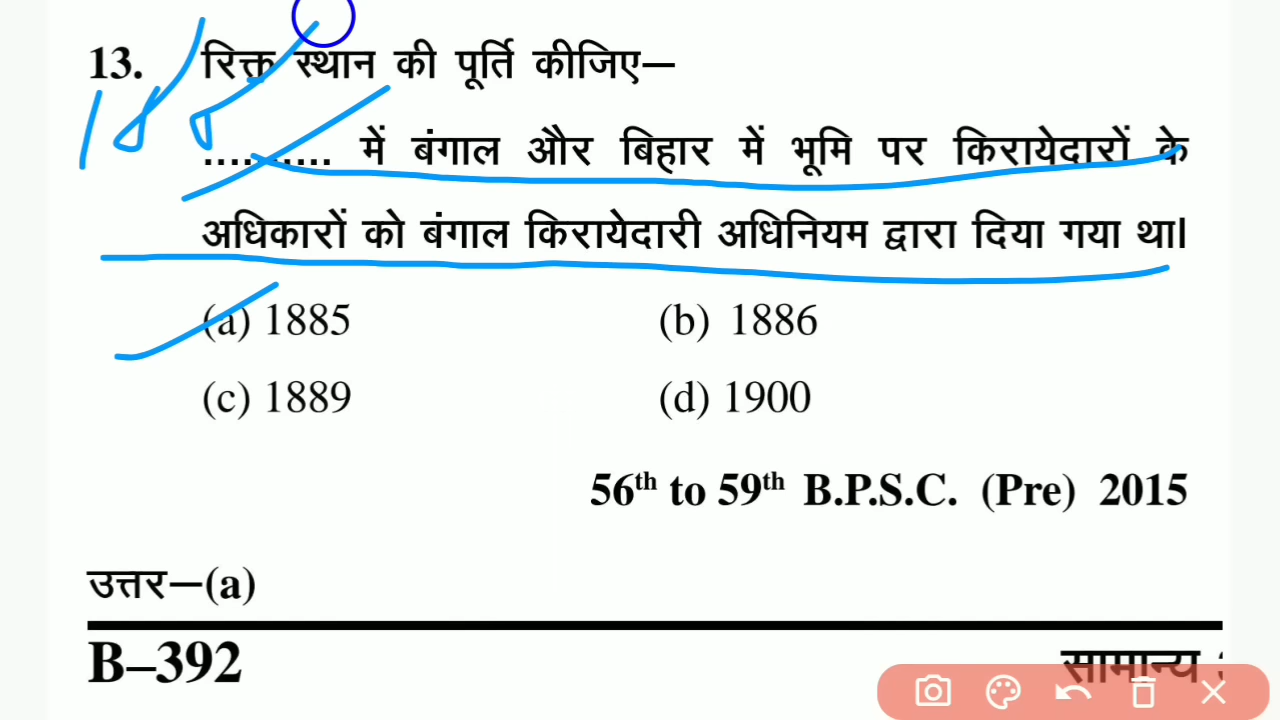 13. रिक्त स्थान की पूर्ति कीजिए–
.......... में बंगाल और बिहार में भूमि पर किरायेदारों के
अधिकारों को बंगाल किरायेदारी अधिनियम द्वारा दिया गया था।
(a) 1885 (b) 1886
(c) 1889 (d) 1900
56th to 59th B.P.S.C. (Pre) 2015
उत्तर–(a)
B–392 सामान्य